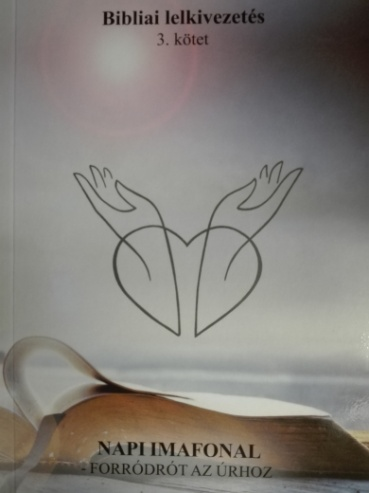 Bibliai lelkivezetés
3. kötet
NAPI IMAFONAL
- FORRÓDRÓT AZ ÚRHOZ